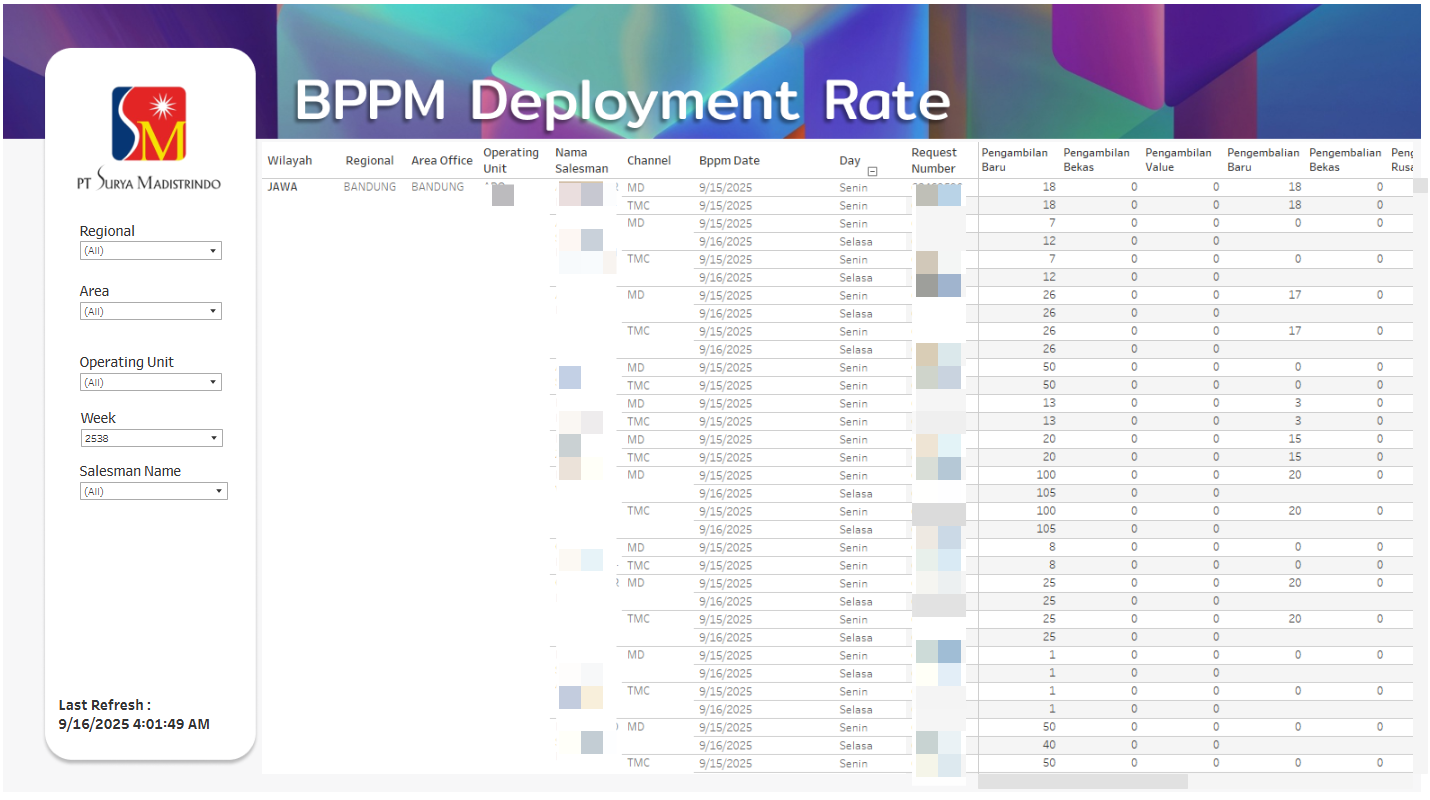 BPPM Deployment Rate
SM
PT SURYA MADISTRINDO
Regional
(All)
Area
(All)
Operating Unit
(All)
Week
2538
Salesman Name
(All)
Last Refresh :
9/16/2025 4:01:49 AM
Wilayah Regional Area Office Operating Unit Nama Salesman Channel Bppm Date Day Request Number Pengambilan Baru Pengambilan Bekas Pengambilan Value Pengembalian Baru Pengembalian Bekas
JAWA BANDUNG BANDUNG MD 9/15/2025 Senin 18 0 0 18 0
TMC 9/15/2025 Senin 18 0 0 18 0
MD 9/15/2025 Senin 7 0 0 0 0
9/16/2025 Selasa 12 0 0
TMC 9/15/2025 Senin 7 0 0 0 0
9/16/2025 Selasa 12 0 0
MD 9/15/2025 Senin 26 0 0 17 0
9/16/2025 Selasa 26 0 0
TMC 9/15/2025 Senin 26 0 0 17 0
9/16/2025 Selasa 26 0 0
MD 9/15/2025 Senin 50 0 0 0 0
TMC 9/15/2025 Senin 50 0 0 0 0
MD 9/15/2025 Senin 13 0 0 3 0
TMC 9/15/2025 Senin 13 0 0 3 0
MD 9/15/2025 Senin 20 0 0 15 0
TMC 9/15/2025 Senin 20 0 0 15 0
MD 9/15/2025 Senin 100 0 0 20 0
9/16/2025 Selasa 105 0 0
TMC 9/15/2025 Senin 100 0 0 20 0
9/16/2025 Selasa 105 0 0
MD 9/15/2025 Senin 8 0 0 0 0
TMC 9/15/2025 Senin 8 0 0 0 0
MD 9/15/2025 Senin 25 0 0 20 0
9/16/2025 Selasa 25 0 0
TMC 9/15/2025 Senin 25 0 0 20 0
9/16/2025 Selasa 25 0 0
MD 9/15/2025 Senin 1 0 0 0 0
9/16/2025 Selasa 1 0 0
TMC 9/15/2025 Senin 1 0 0 0 0
9/16/2025 Selasa 1 0 0
MD 9/15/2025 Senin 50 0 0 0 0
9/16/2025 Selasa 40 0 0
TMC 9/15/2025 Senin 50 0 0 0 0